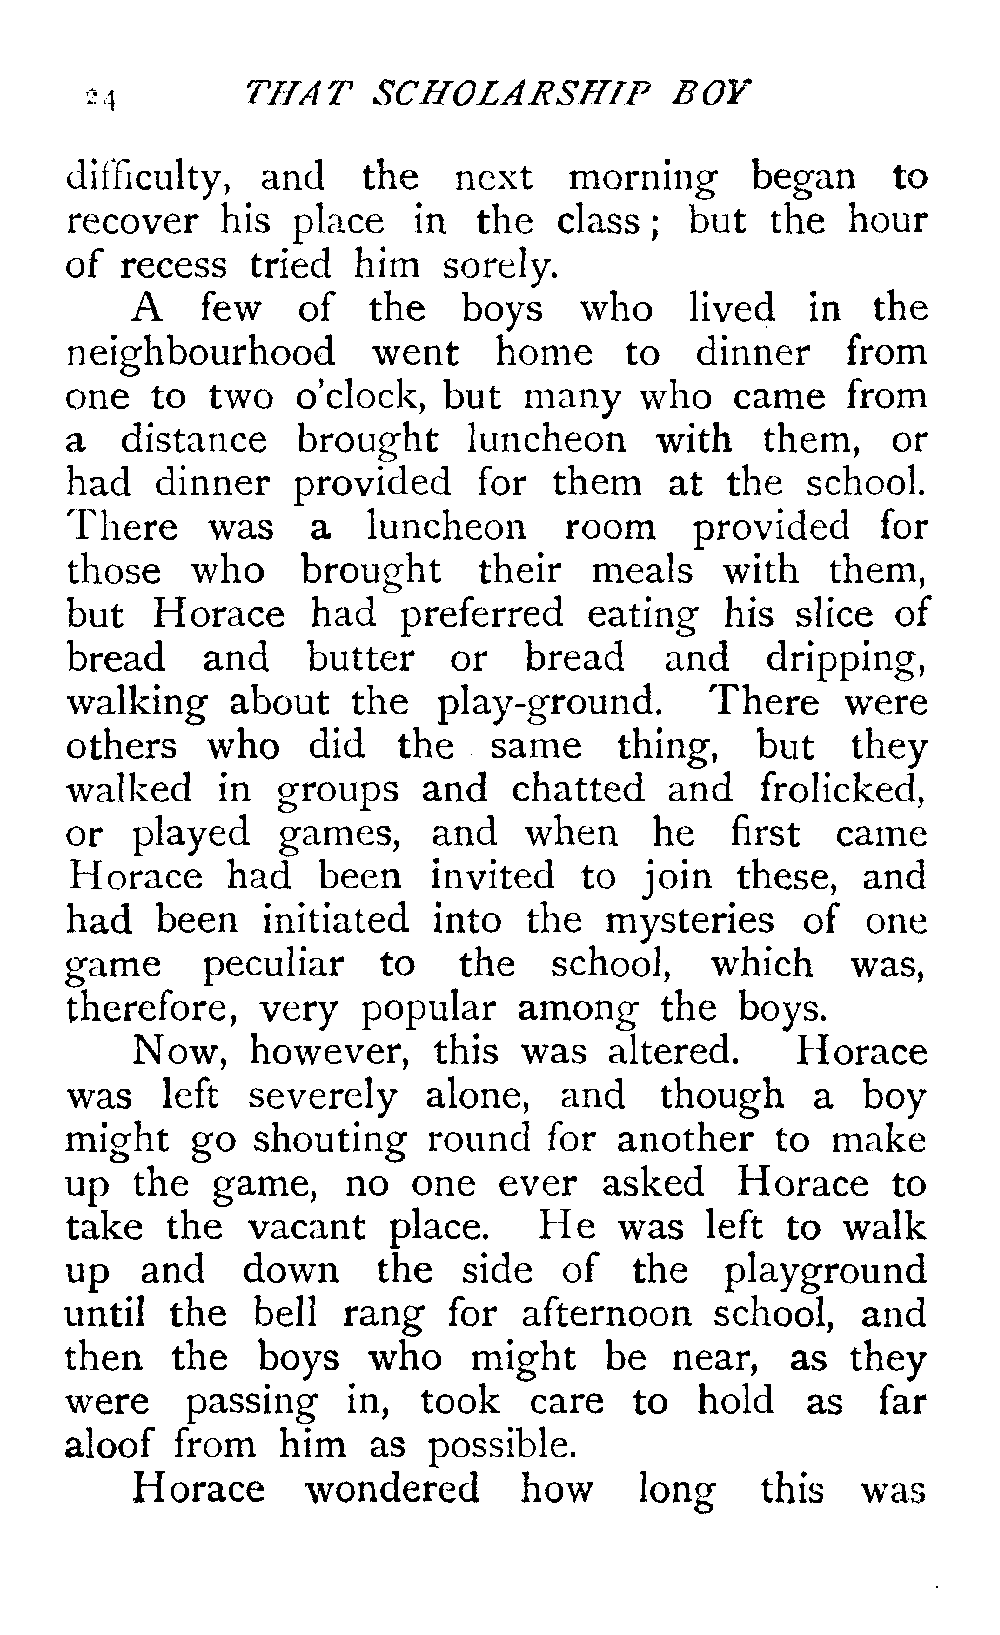 24 THAT SCHOLARSHIP BOY
difficulty, and the next morning began to
recover his place in the class; but the hour
of recess tried him sorely.
A few of the boys who lived in the
neighbourhood went home to dinner from
one to two o'clock, but many who came from
a distance brought luncheon with them, or
had dinner provided for them at the school.
There was a luncheon room provided for
those who brought their meals with them,
but Horace had preferred eating his slice of
bread and butter or bread and dripping,
walking about the play-ground. There were
others who did the same thing, but they
walked in groups and chatted and frolicked,
or played games, and when he first came
Horace had been invited to join these, and
had been initiated into the mysteries of one
game peculiar to the school, which was,
therefore, very popular among the boys.
Now, however, this was altered. Horace
was left severely alone, and though a boy
might go shouting round for another to make
up the game, no one ever asked Horace to
take the vacant place. He was left to walk
up and down the side of the playground
until the bell rang for afternoon school, and
then the boys who might be near, as they
were passing in, took care to hold as far
aloof from him as possible.
Horace wondered how long this was